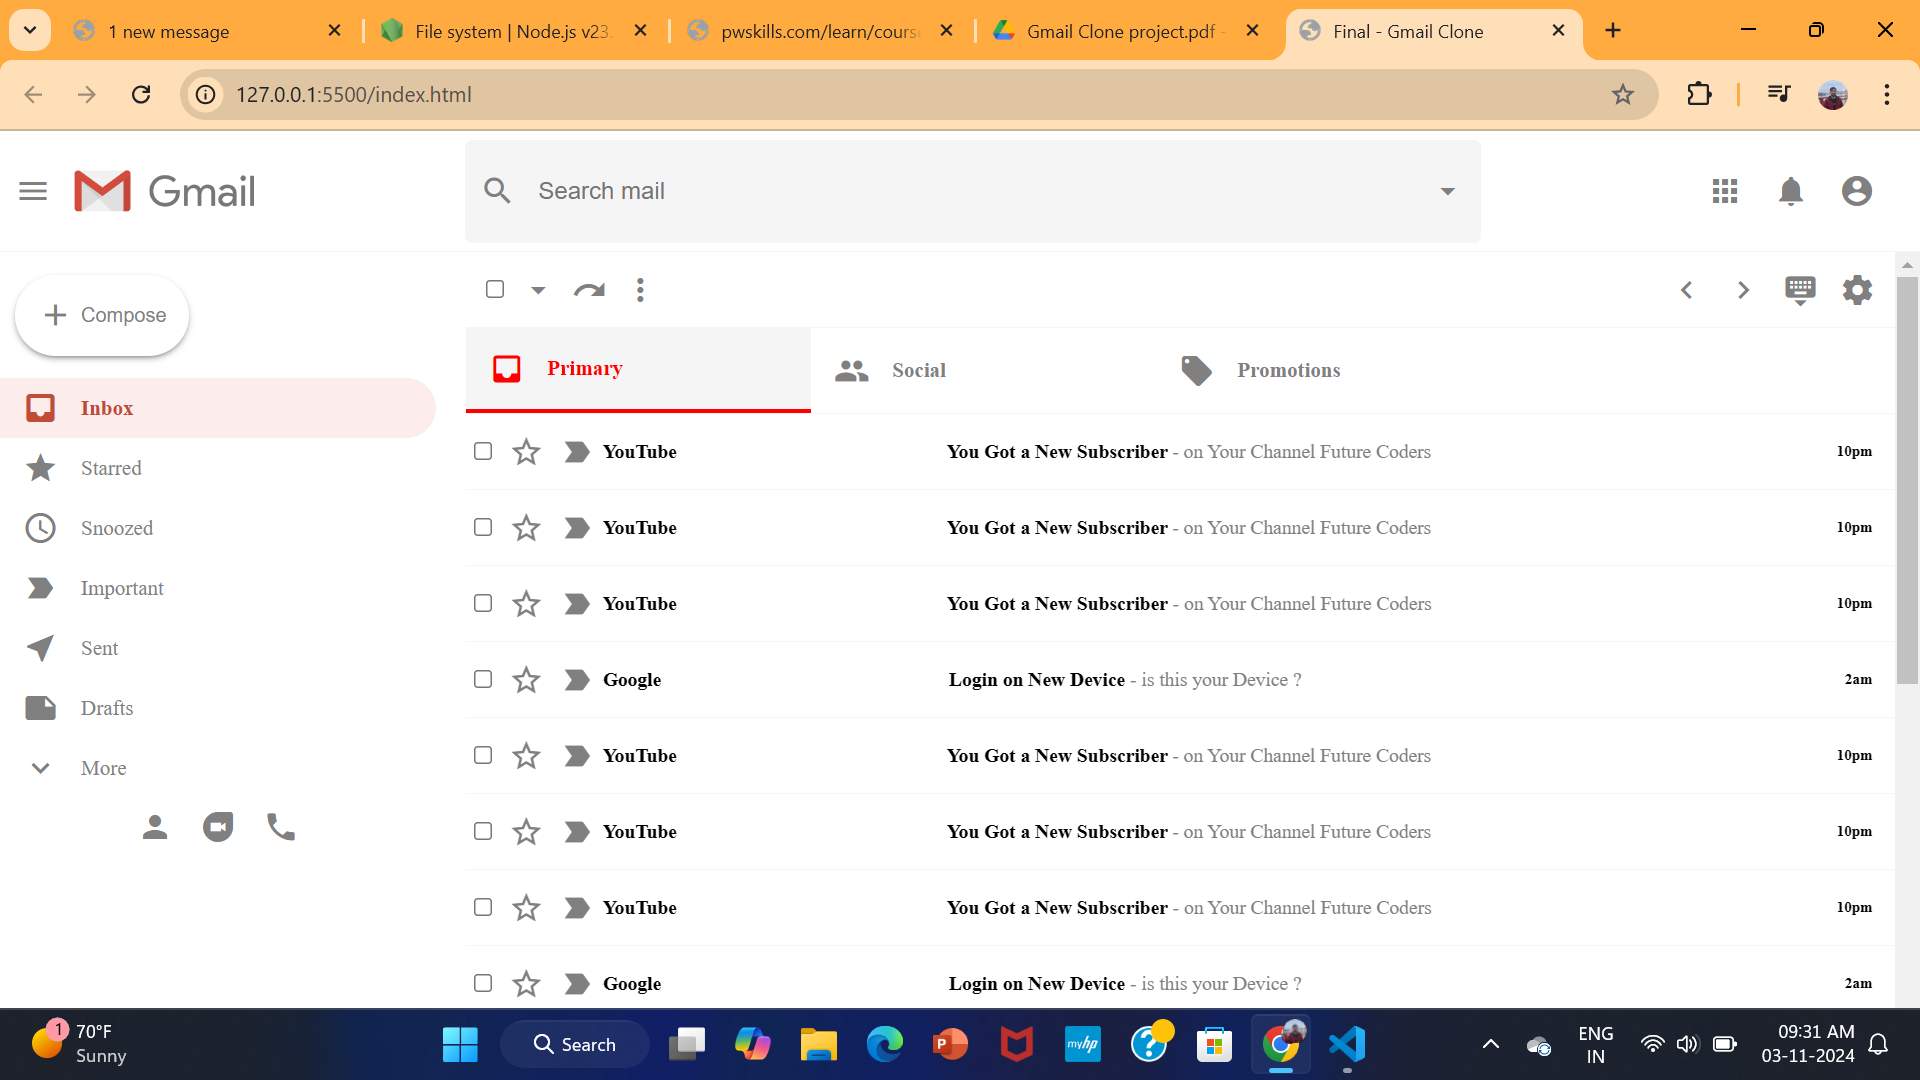 1 new message
File system | Node.js v23.
pwskills.com/learn/course
Gmail Clone project.pdf -
Final - Gmail Clone
127.0.0.1:5500/index.html
Gmail
Search mail
Compose
Primary
Social
Promotions
Inbox
Starred
Snoozed
Important
Sent
Drafts
More
YouTube You Got a New Subscriber - on Your Channel Future Coders 10pm
YouTube You Got a New Subscriber - on Your Channel Future Coders 10pm
YouTube You Got a New Subscriber - on Your Channel Future Coders 10pm
Google Login on New Device - is this your Device ? 2am
YouTube You Got a New Subscriber - on Your Channel Future Coders 10pm
YouTube You Got a New Subscriber - on Your Channel Future Coders 10pm
YouTube You Got a New Subscriber - on Your Channel Future Coders 10pm
Google Login on New Device - is this your Device ? 2am
1
70°F
Sunny
Search
P
myhp
?
ENG
IN
09:31 AM
03-11-2024